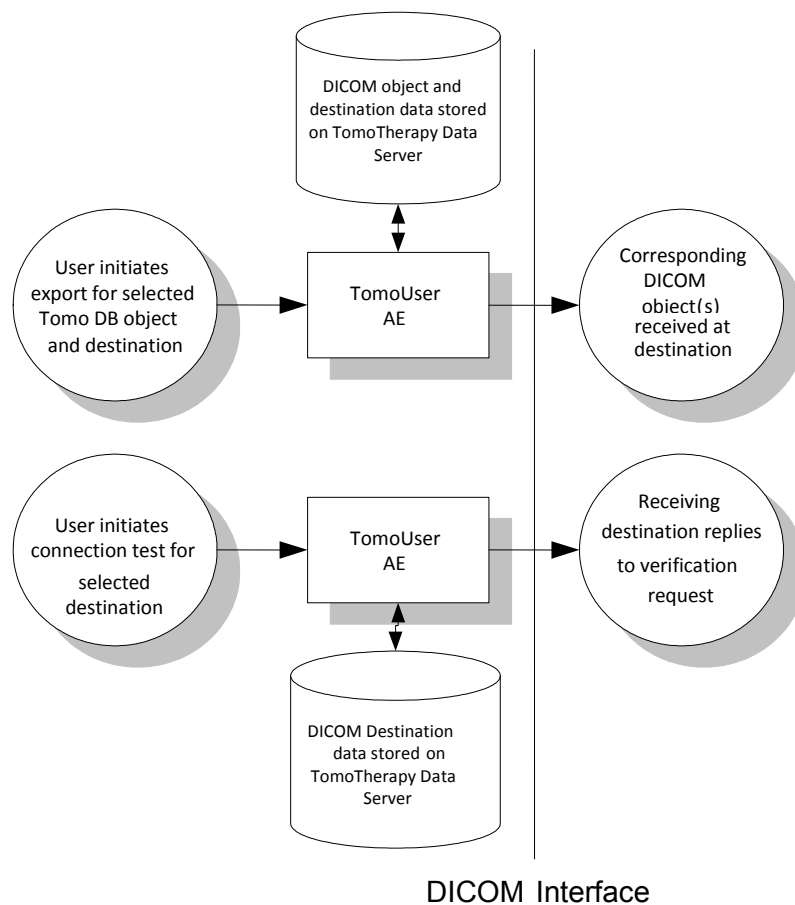 DICOM object and
destination data stored
on TomoTherapy Data
Server
User initiates
export for selected
Tomo DB object
and destination
TomoUser
AE
Corresponding
DICOM
object(s)
received at
destination
User initiates
connection test for
selected
destination
TomoUser
AE
Receiving
destination replies
to verification
request
DICOM Destination
data stored on
TomoTherapy Data
Server
DICOM Interface